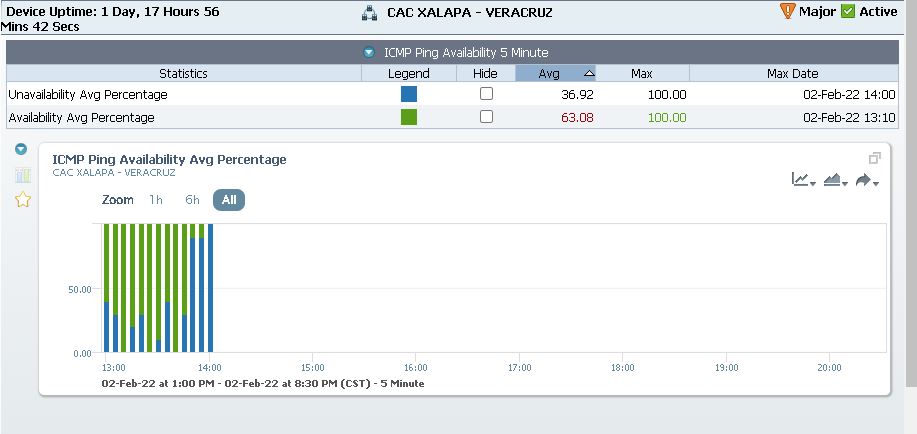 Device Uptime: 1 Day, 17 Hours 56
Mins 42 Secs
CAC XALAPA - VERACRUZ
Major Active
ICMP Ping Availability 5 Minute
Statistics Legend Hide Avg Max Max Date
Unavailability Avg Percentage 36.92 100.00 02-Feb-22 14:00
Availability Avg Percentage 63.08 100.00 02-Feb-22 13:10
ICMP Ping Availability Avg Percentage
CAC XALAPA - VERACRUZ
Zoom 1h 6h All
50.00
0.00
13:00 14:00 15:00 16:00 17:00 18:00 19:00 20:00
02-Feb-22 at 1:00 PM - 02-Feb-22 at 8:30 PM (CST) - 5 Minute